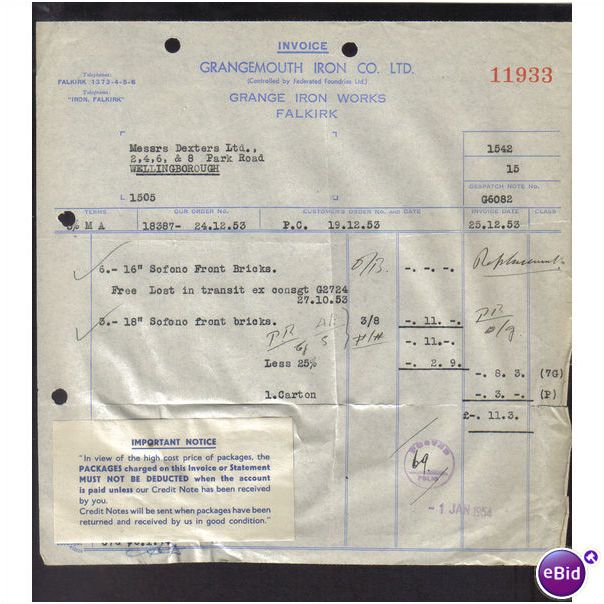 INVOICE
GRANGEMOUTH IRON CO. LTD.
(Controlled by Federated Foundries Ltd.)
GRANGE IRON WORKS
FALKIRK
Telephones:
FALKIRK 1373-4-5-6
Telegrams:
"IRON, FALKIRK"
11933
Messrs Dexters Ltd.,
2,4,6, & 8 Park Road
WELLINGBOROUGH
1542
15
DESPATCH NOTE No.
1505
G6082
TERMS OUR ORDER No. CUSTOMER'S ORDER No. and DATE INVOICE DATE CLASS
M A 18387- 24.12.53 P.C. 19.12.53 25.12.53
6.- 16" Sofono Front Bricks. -. -. -. Replacements
Free Lost in transit ex consgt G2724
27.10.53
3.- 18" Sofono front bricks. 3/8 -. 11. -.
-. 11. -.
Less 25% -. 2. 9.
-. 8. 3. (7G)
1.Carton -. 3. -. (P)
£-. 11.3.
IMPORTANT NOTICE
"In view of the high cost price of packages, the
PACKAGES charged on this Invoice or Statement
MUST NOT BE DEDUCTED when the account
is paid unless our Credit Note has been received
by you.
Credit Notes will be sent when packages have been
returned and received by us in good condition."
69.
FOLIO
- 1 JAN 1954
eBid